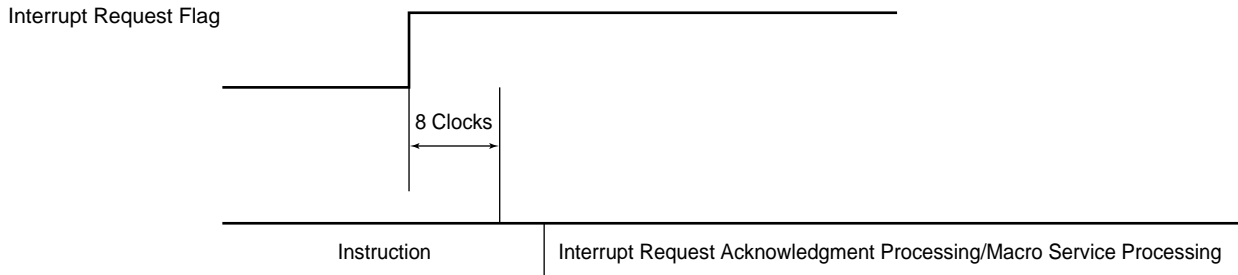 Interrupt Request Flag
8 Clocks
Instruction
Interrupt Request Acknowledgment Processing/Macro Service Processing